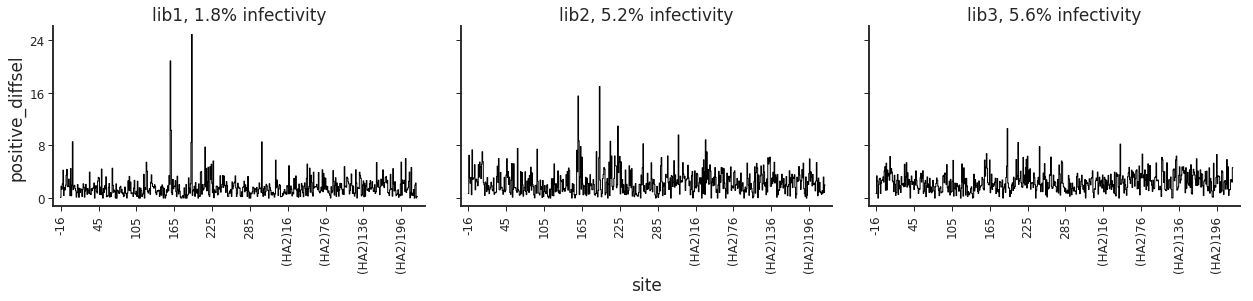 lib1, 1.8% infectivity
lib2, 5.2% infectivity
lib3, 5.6% infectivity
positive_diffsel
24
16
8
0
-16
45
105
165
225
285
(HA2)16
(HA2)76
(HA2)136
(HA2)196
-16
45
105
165
225
285
(HA2)16
(HA2)76
(HA2)136
(HA2)196
-16
45
105
165
225
285
(HA2)16
(HA2)76
(HA2)136
(HA2)196
site